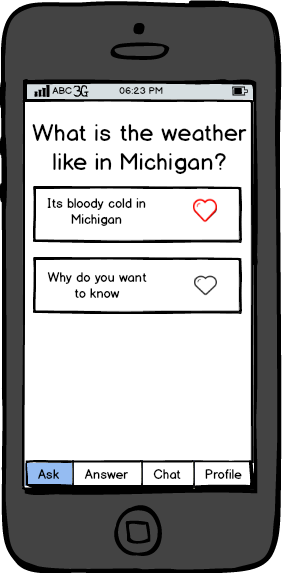 ABC 3G 06:23 PM
What is the weather
like in Michigan?
Its bloody cold in
Michigan
Why do you want
to know
Ask Answer Chat Profile